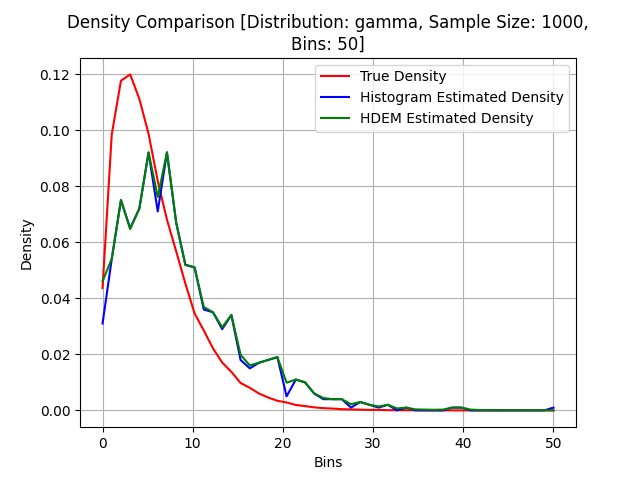 Density Comparison [Distribution: gamma, Sample Size: 1000,
Bins: 50]
True Density
Histogram Estimated Density
HDEM Estimated Density
Density
0.12
0.10
0.08
0.06
0.04
0.02
0.00
0
10
20
30
40
50
Bins